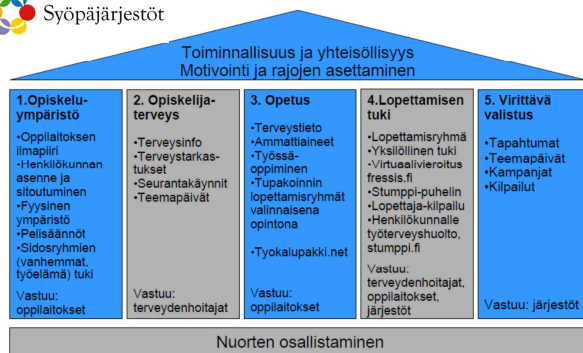 Syöpäjärjestöt
Toiminnallisuus ja yhteisöllisyys
Motivointi ja rajojen asettaminen
1.Opiskelu-
ympäristö
•Oppilaitoksen
ilmapiiri
•Henkilökunnan
asenne ja
sitoutuminen
•Fyysinen
ympäristö
•Pelisäännöt
•Sidosryhmien
(vanhemmat,
työelämä) tuki
Vastuu:
oppilaitokset
2. Opiskelija-
terveys
•Terveysinfo
•Terveystarkas-
tukset
•Seurantakäynnit
•Teemapäivät
Vastuu:
terveydenhoitajat
3. Opetus
•Terveystieto
•Ammattiaineet
•Työssä-
oppiminen
•Tupakoinnin
lopettamisryhmät
valinnaisena
opintona
•Tyokalupakki.net
Vastuu:
oppilaitokset
4.Lopettamisen
tuki
•Lopettamisryhmä
•Yksilöllinen tuki
•Virtuaalivieroitus
fressis.fi
•Stumppi-puhelin
•Lopettaja-kilpailu
•Henkilökunnalle
työterveyshuolto,
stumppi.fi
Vastuu:
terveydenhoitajat,
oppilaitokset,
järjestöt
5. Virittävä
valistus
•Tapahtumat
•Teemapäivät
•Kampanjat
•Kilpailut
Vastuu: järjestöt
Nuorten osallistaminen